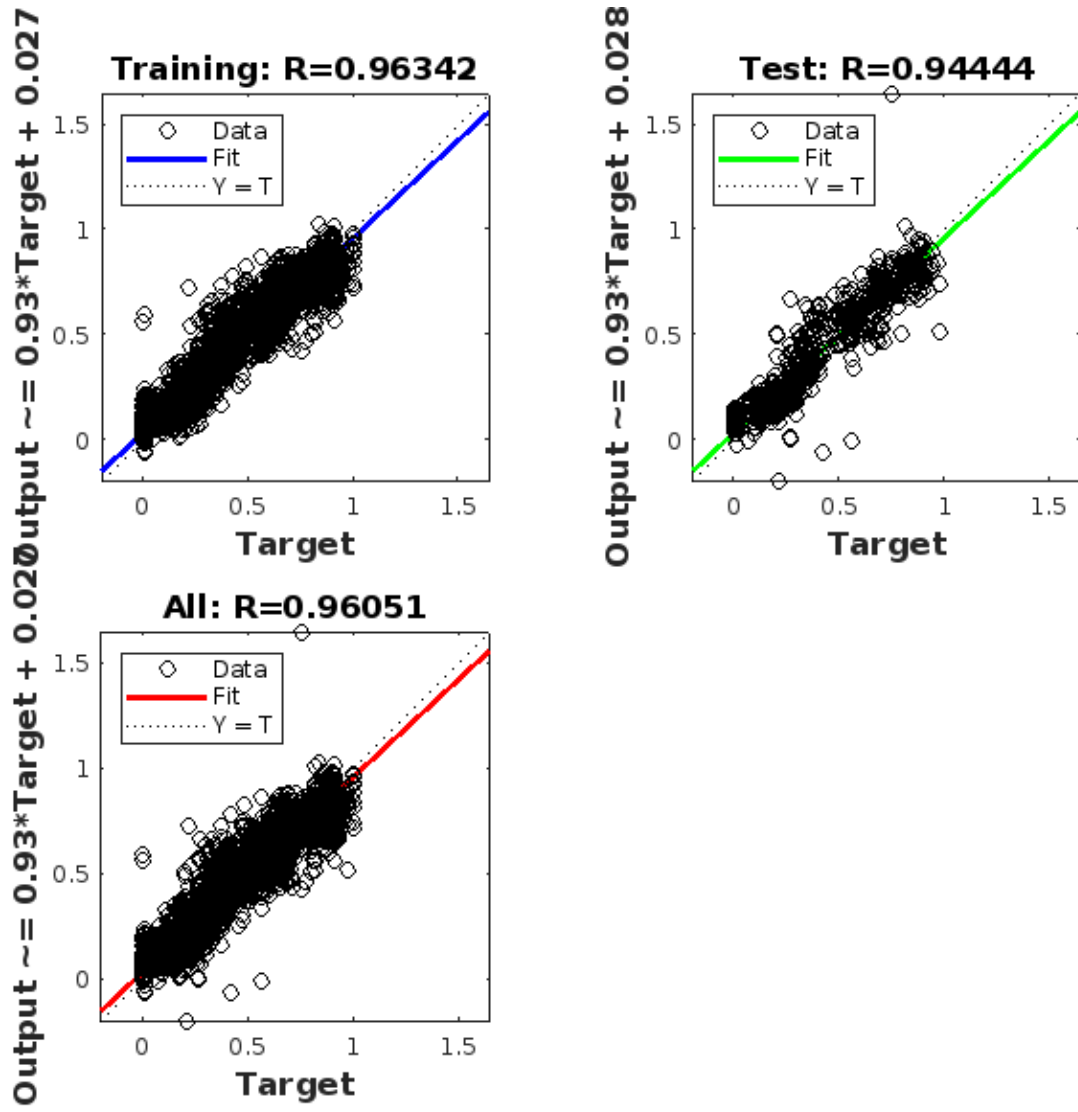 Training: R=0.96342
Output ~= 0.93*Target + 0.027
1.5
1
0.5
0
Data
Fit
Y = T
0
0.5
1
1.5
Target
Test: R=0.94444
Output ~= 0.93*Target + 0.028
1.5
1
0.5
0
Data
Fit
Y = T
0
0.5
1
1.5
Target
All: R=0.96051
Output ~= 0.93*Target + 0.027
1.5
1
0.5
0
Data
Fit
Y = T
0
0.5
1
1.5
Target